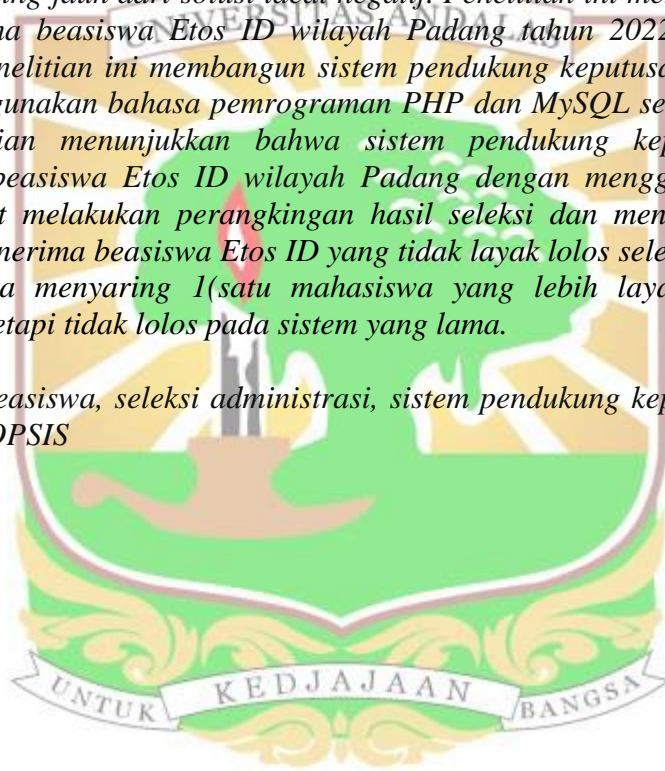 ing jauh dari solusi ideal negatif. Penelitian ini me
UNIVERSITAS ANDALAS
na beasiswa Etos ID wilayah Padang tahun 2022
nelitian ini membangun sistem pendukung keputusa
gunakan bahasa pemrograman PHP dan MySQL se
ian menunjukkan bahwa sistem pendukung kep
beasiswa Etos ID wilayah Padang dengan mengg
t melakukan perangkingan hasil seleksi dan men
nerima beasiswa Etos ID yang tidak layak lolos sele
a menyaring 1(satu mahasiswa yang lebih laya
etapi tidak lolos pada sistem yang lama.
easiswa, seleksi administrasi, sistem pendukung kep
OPSIS
UNTUK KEDJAJAAN BANGSA